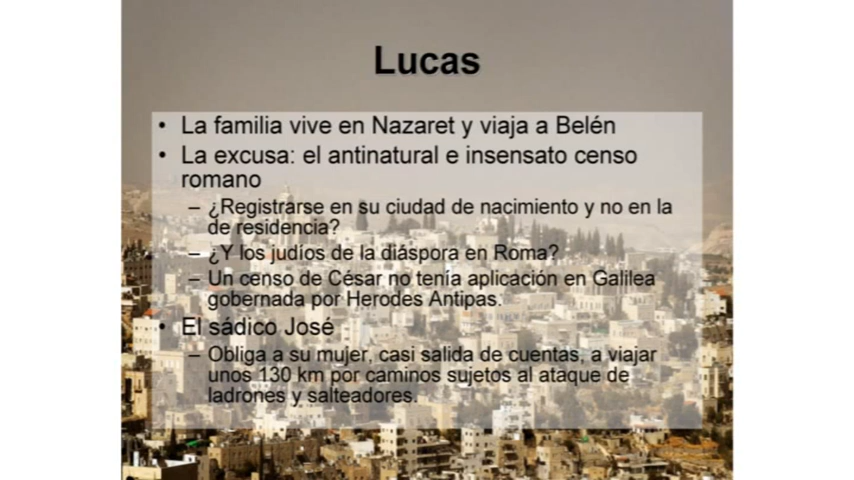 Lucas
• La familia vive en Nazaret y viaja a Belén
• La excusa: el antinatural e insensato censo
romano
– ¿Registrarse en su ciudad de nacimiento y no en la
de residencia?
– ¿Y los judíos de la diáspora en Roma?
– Un censo de César no tenía aplicación en Galilea
gobernada por Herodes Antipas.
• El sádico José
– Obliga a su mujer, casi salida de cuentas, a viajar
unos 130 km por caminos sujetos al ataque de
ladrones y salteadores.